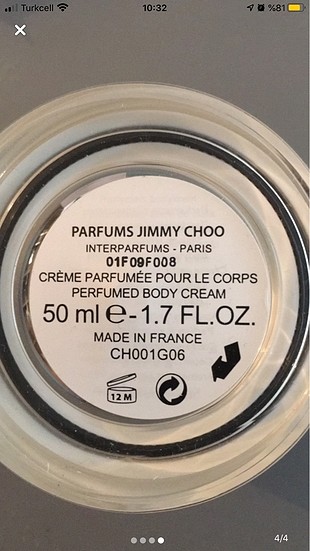 Turkcell 10:32 %81
PARFUMS JIMMY CHOO
INTERPARFUMS - PARIS
01F09F008
CRÈME PARFUMÉE POUR LE CORPS
PERFUMED BODY CREAM
50 ml e - 1.7 FL.OZ.
MADE IN FRANCE
CH001G06
12 M
4/4